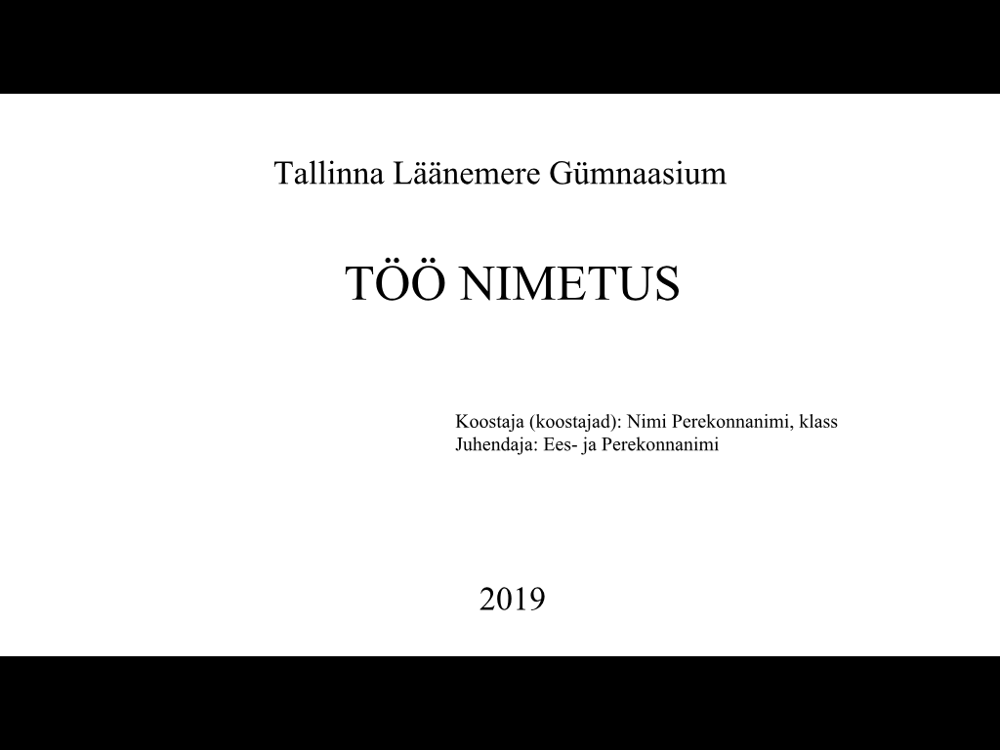 Tallinna Läänemere Gümnaasium
TÖÖ NIMETUS
Koostaja (koostajad): Nimi Perekonnanimi, klass
Juhendaja: Ees- ja Perekonnanimi
2019